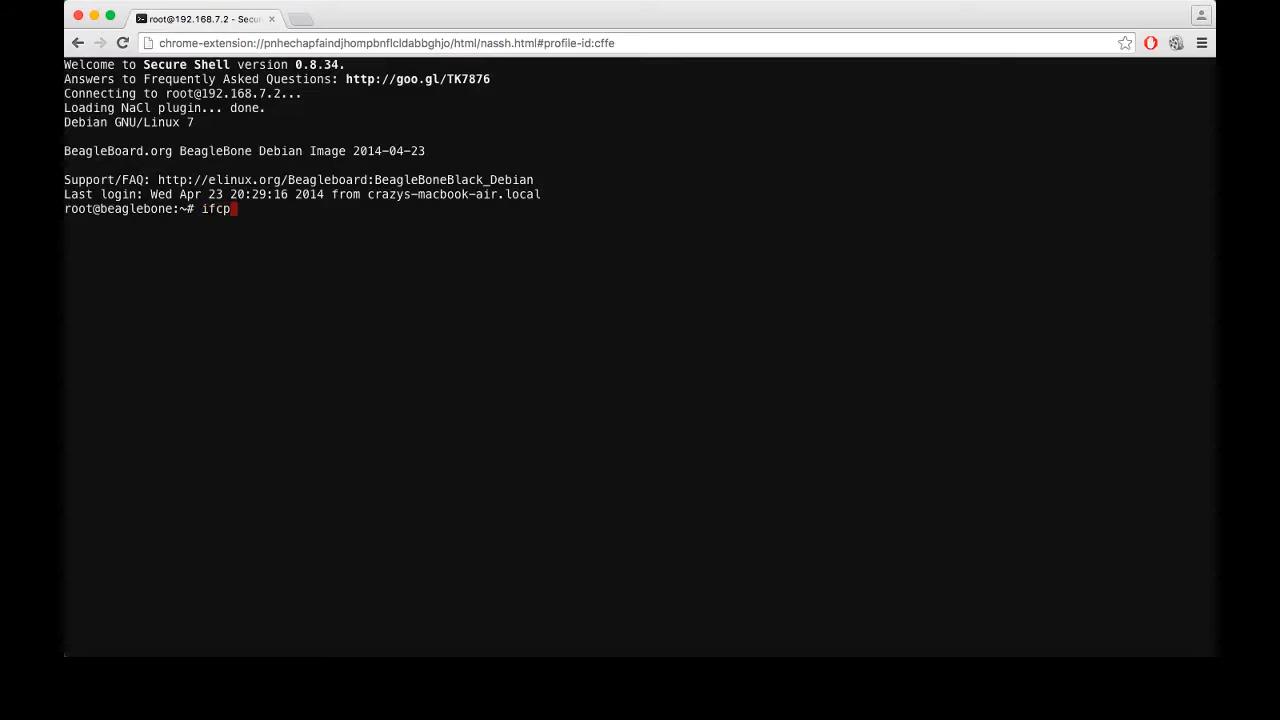 root@192.168.7.2 - Secu
chrome-extension://pnhechapfaindjhompbnflcldabbghjo/html/nassh.html#profile-id:cffe
Welcome to Secure Shell version 0.8.34.
Answers to Frequently Asked Questions: http://goo.gl/TK7876
Connecting to root@192.168.7.2...
Loading NaCl plugin... done.
Debian GNU/Linux 7
BeagleBoard.org BeagleBone Debian Image 2014-04-23
Support/FAQ: http://elinux.org/Beagleboard:BeagleBoneBlack_Debian
Last login: Wed Apr 23 20:29:16 2014 from crazys-macbook-air.local
root@beaglebone:~# ifcp